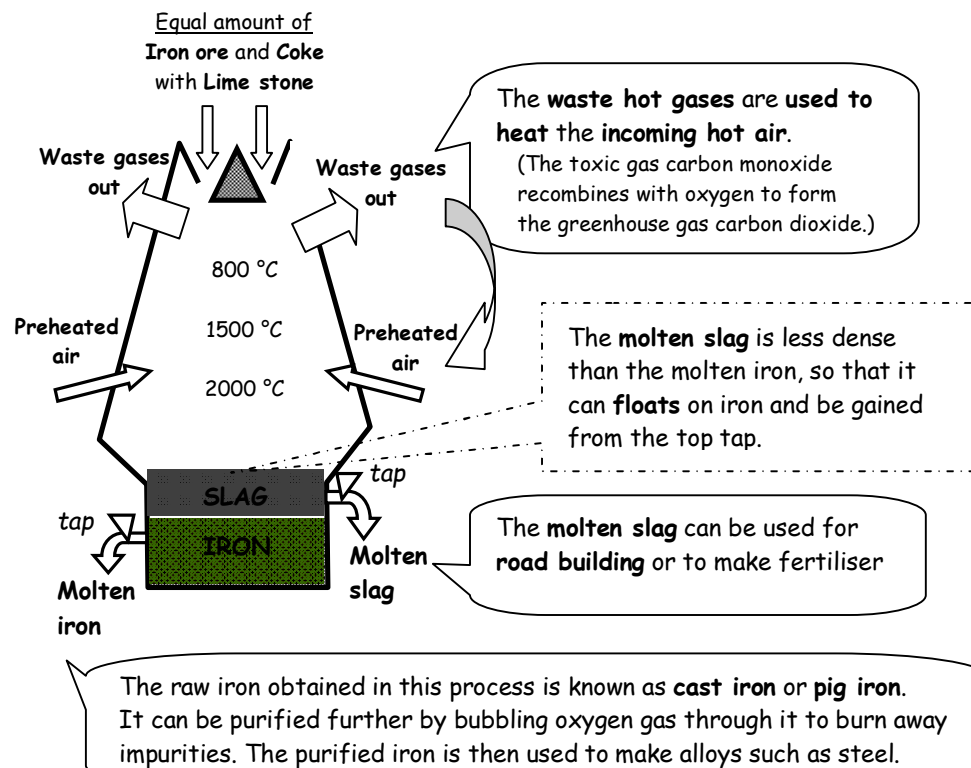 Equal amount of
Iron ore and Coke
with Lime stone
Waste gases
out
Waste gases
out
The waste hot gases are used to
heat the incoming hot air.
(The toxic gas carbon monoxide
recombines with oxygen to form
the greenhouse gas carbon dioxide.)
800 °C
1500 °C
2000 °C
Preheated
air
Preheated
air
The molten slag is less dense
than the molten iron, so that it
can floats on iron and be gained
from the top tap.
SLAG
IRON
tap
tap
Molten
iron
Molten
slag
The molten slag can be used for
road building or to make fertiliser
The raw iron obtained in this process is known as cast iron or pig iron.
It can be purified further by bubbling oxygen gas through it to burn away
impurities. The purified iron is then used to make alloys such as steel.